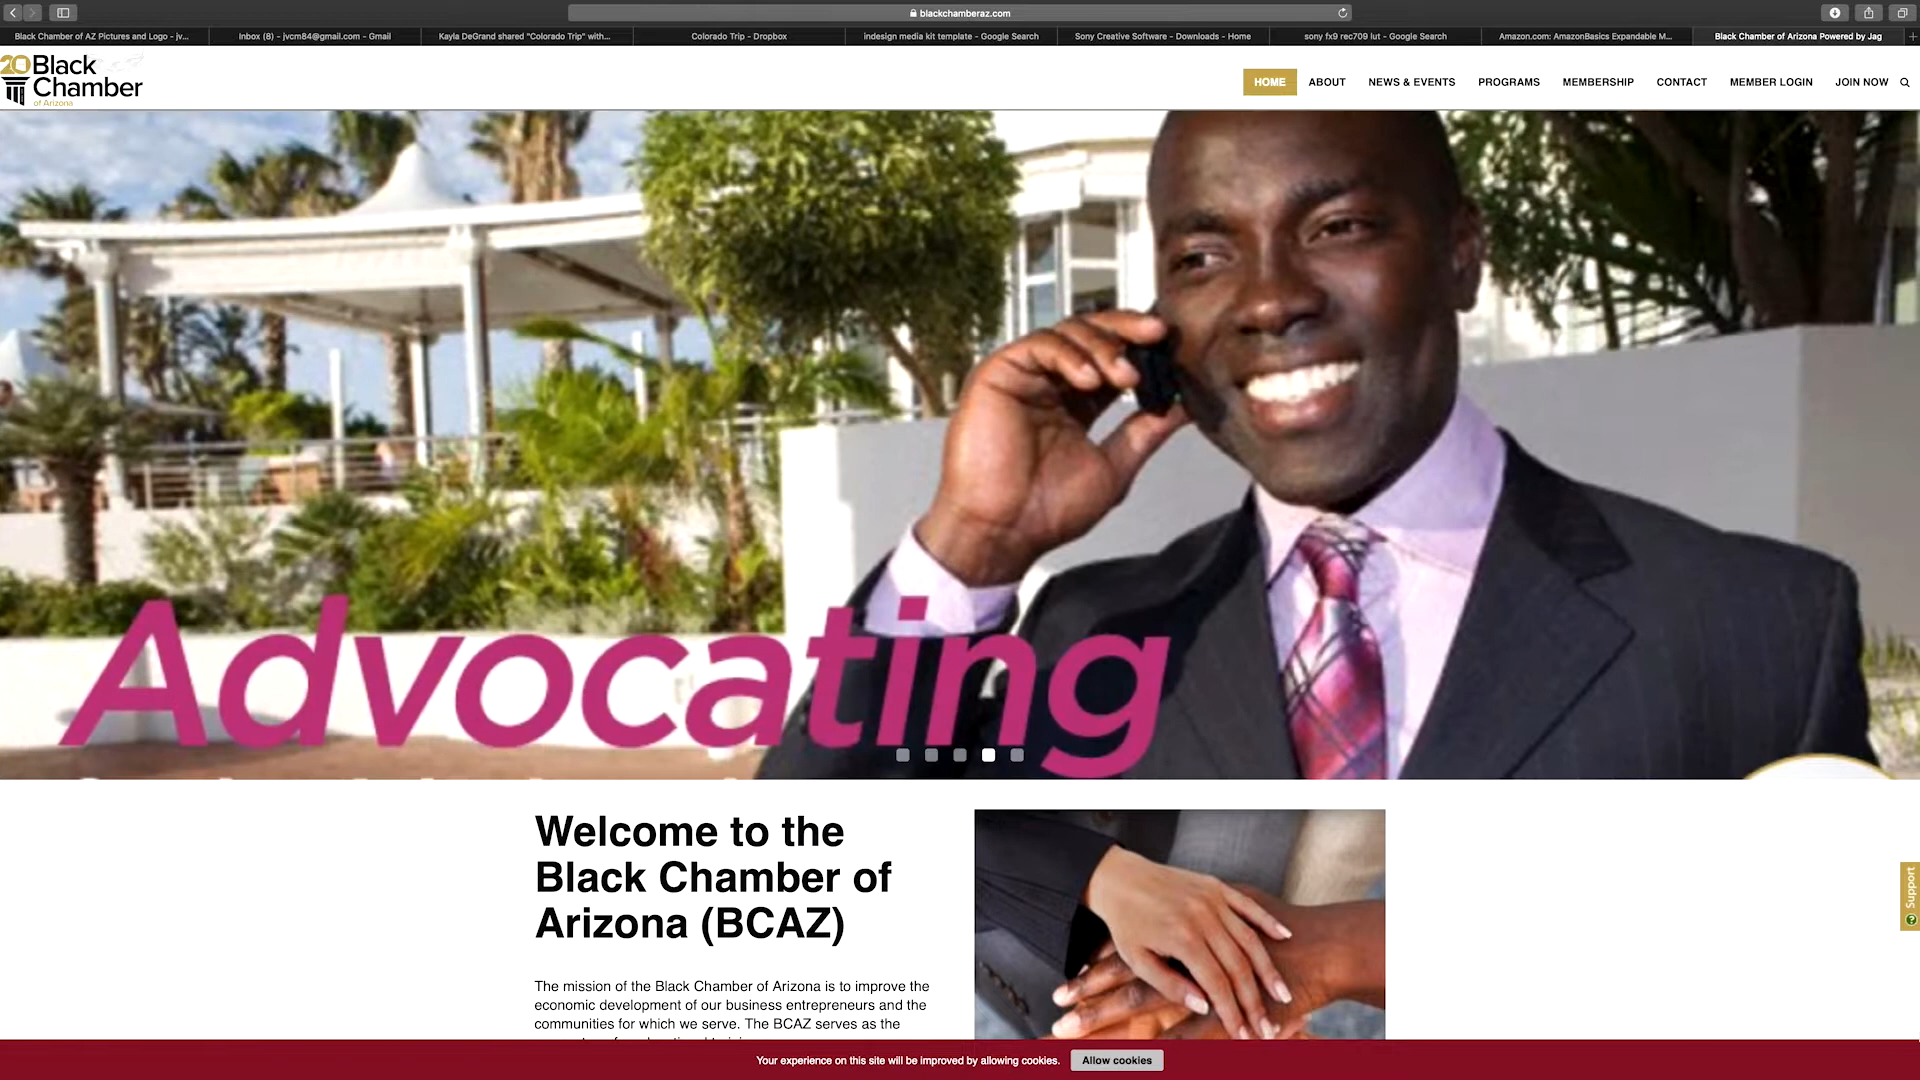 blackchamberaz.com
Black Chamber of AZ Pictures and Logo - jv...
Inbox (8) - jvcm84@gmail.com - Gmail
Kayla DeGrand shared "Colorado Trip" with...
Colorado Trip - Dropbox
indesign media kit template - Google Search
Sony Creative Software - Downloads - Home
sony fx9 rec709 lut - Google Search
Amazon.com: AmazonBasics Expandable M...
Black Chamber of Arizona Powered by Jag
20 Black
Chamber
of Arizona
HOME
ABOUT
NEWS & EVENTS
PROGRAMS
MEMBERSHIP
CONTACT
MEMBER LOGIN
JOIN NOW
Advocating
Welcome to the
Black Chamber of
Arizona (BCAZ)
The mission of the Black Chamber of Arizona is to improve the
economic development of our business entrepreneurs and the
communities for which we serve. The BCAZ serves as the
Support
Your experience on this site will be improved by allowing cookies.
Allow cookies